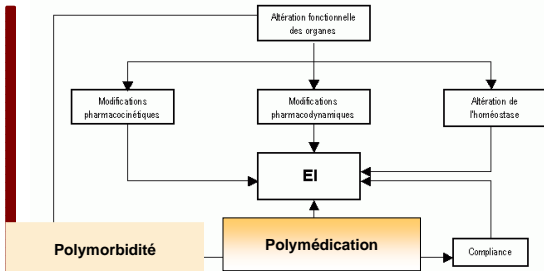 Altération fonctionnelle
des organes
Modifications
pharmacocinétiques
Modifications
pharmacodynamiques
Altération de
l'homéostase
EI
Polymorbidité
Polymédication
Compliance